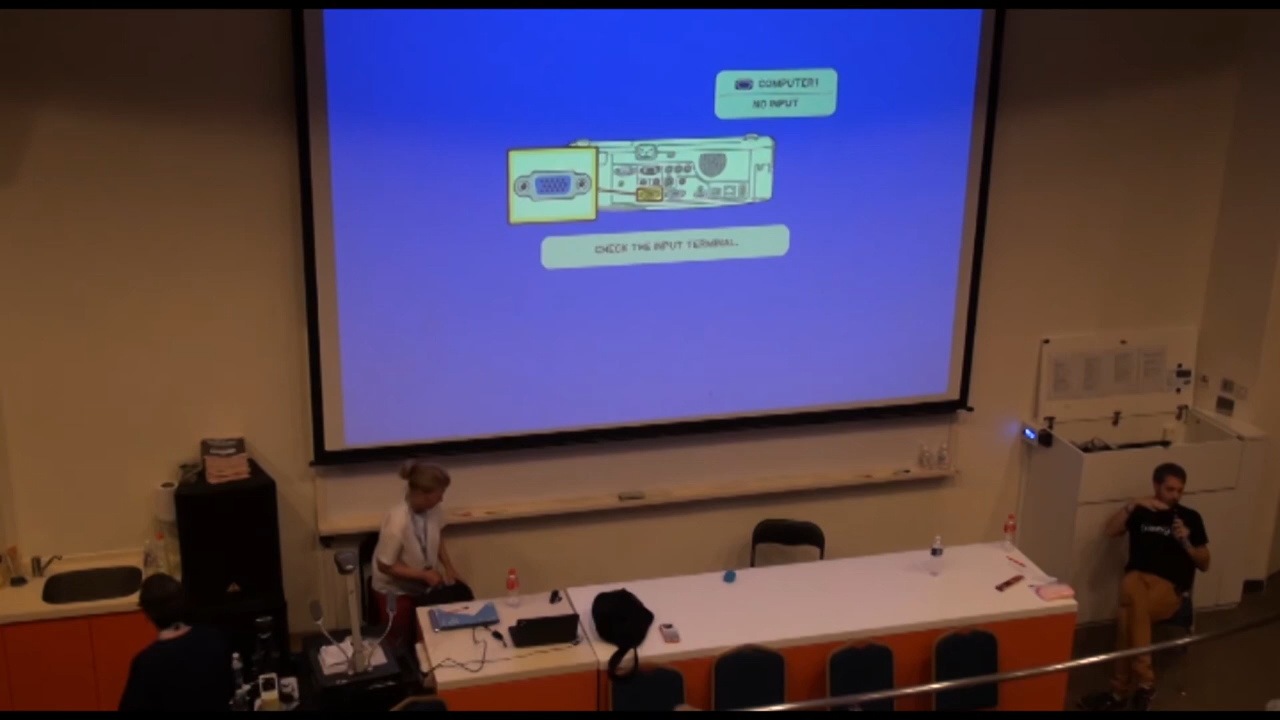 COMPUTER1
NO INPUT
CHECK THE INPUT TERMINAL.